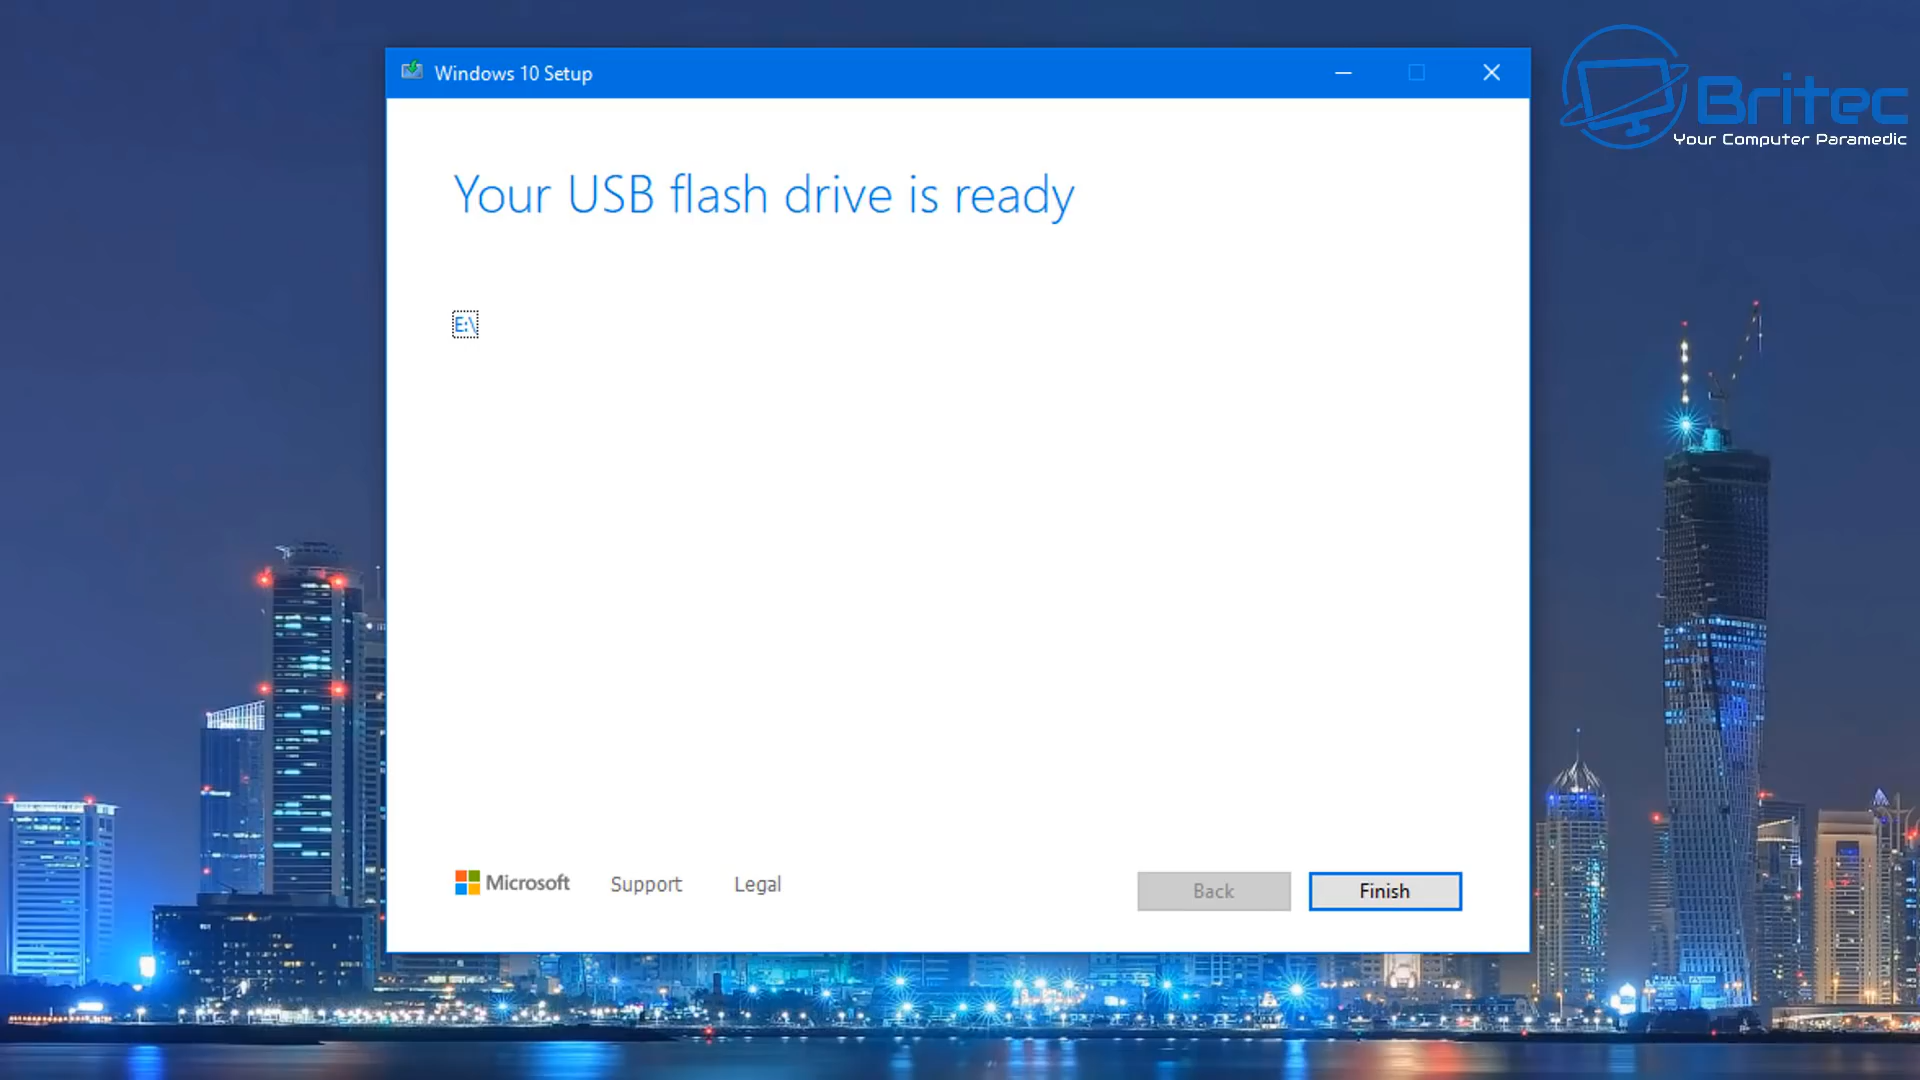 Windows 10 Setup
Britec
Your Computer Paramedic
Your USB flash drive is ready
E:\
Microsoft
Support
Legal
Back
Finish